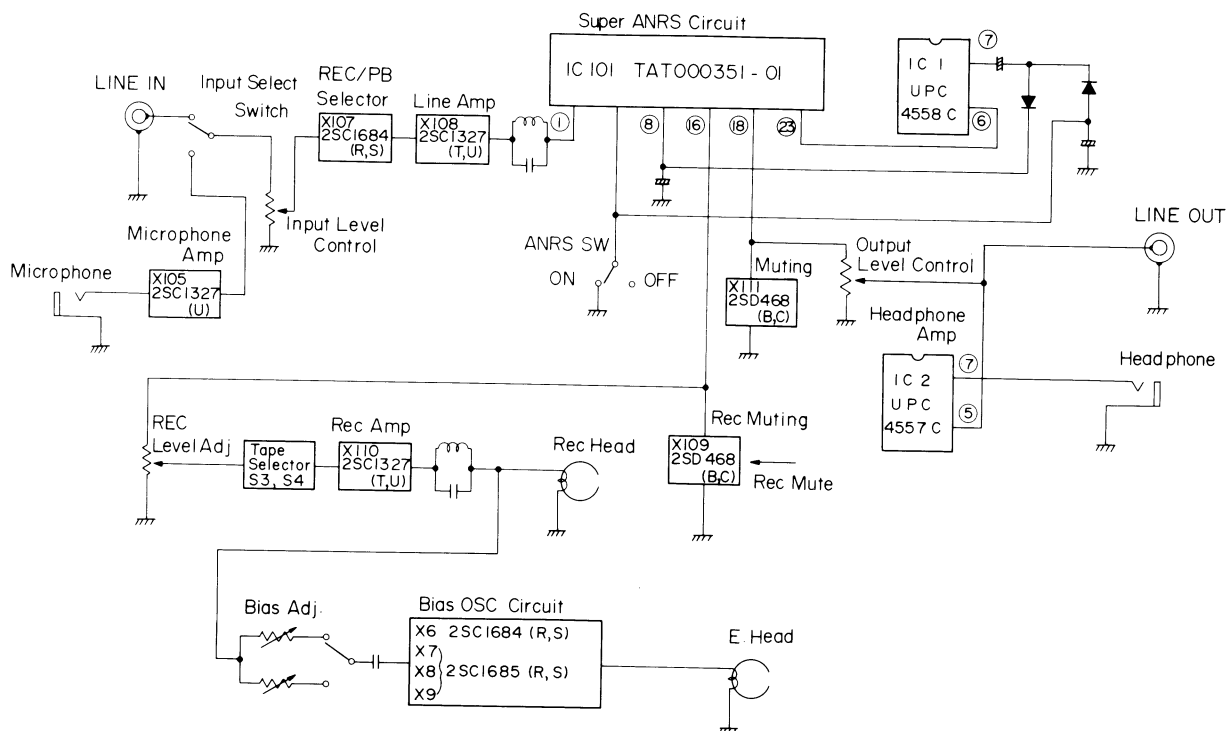 Super ANRS Circuit
IC101 TAT000351-01
LINE IN
Input Select
Switch
REC/PB
Selector
X107
2SC1684
(R,S)
Line Amp
X108
2SC1327
(T,U)
①
⑧
⑯
⑱
㉓
IC 1
UPC
4558 C
⑦
⑥
Input Level
Control
Microphone
Amp
X105
2SC1327
(U)
Microphone
ANRS SW
ON
OFF
Muting
X111
2SD468
(B,C)
Output
Level Control
LINE OUT
Headphone
Amp
IC 2
UPC
4557 C
⑦
⑤
Headphone
REC
Level Adj
Tape
Selector
S3, S4
Rec Amp
X110
2SC1327
(T,U)
Rec Head
Rec Muting
X109
2SD468
(B,C)
Rec Mute
Bias Adj.
Bias OSC Circuit
X6 2SC1684 (R,S)
X7
X8 2SC1685 (R,S)
X9
E. Head